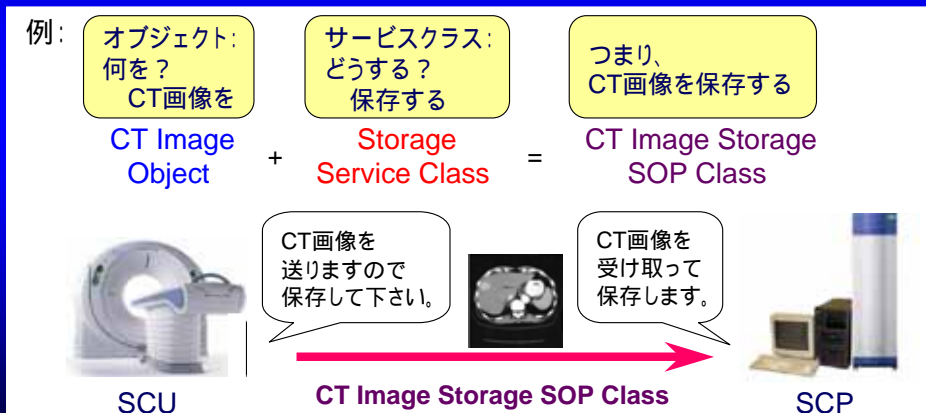 例:
オブジェクト:
何を？
CT画像を
サービスクラス:
どうする？
保存する
つまり、
CT画像を保存する
CT Image
Object
+
Storage
Service Class
=
CT Image Storage
SOP Class
CT画像を
送りますので
保存して下さい。
CT画像を
受け取って
保存します。
SCU
CT Image Storage SOP Class
SCP